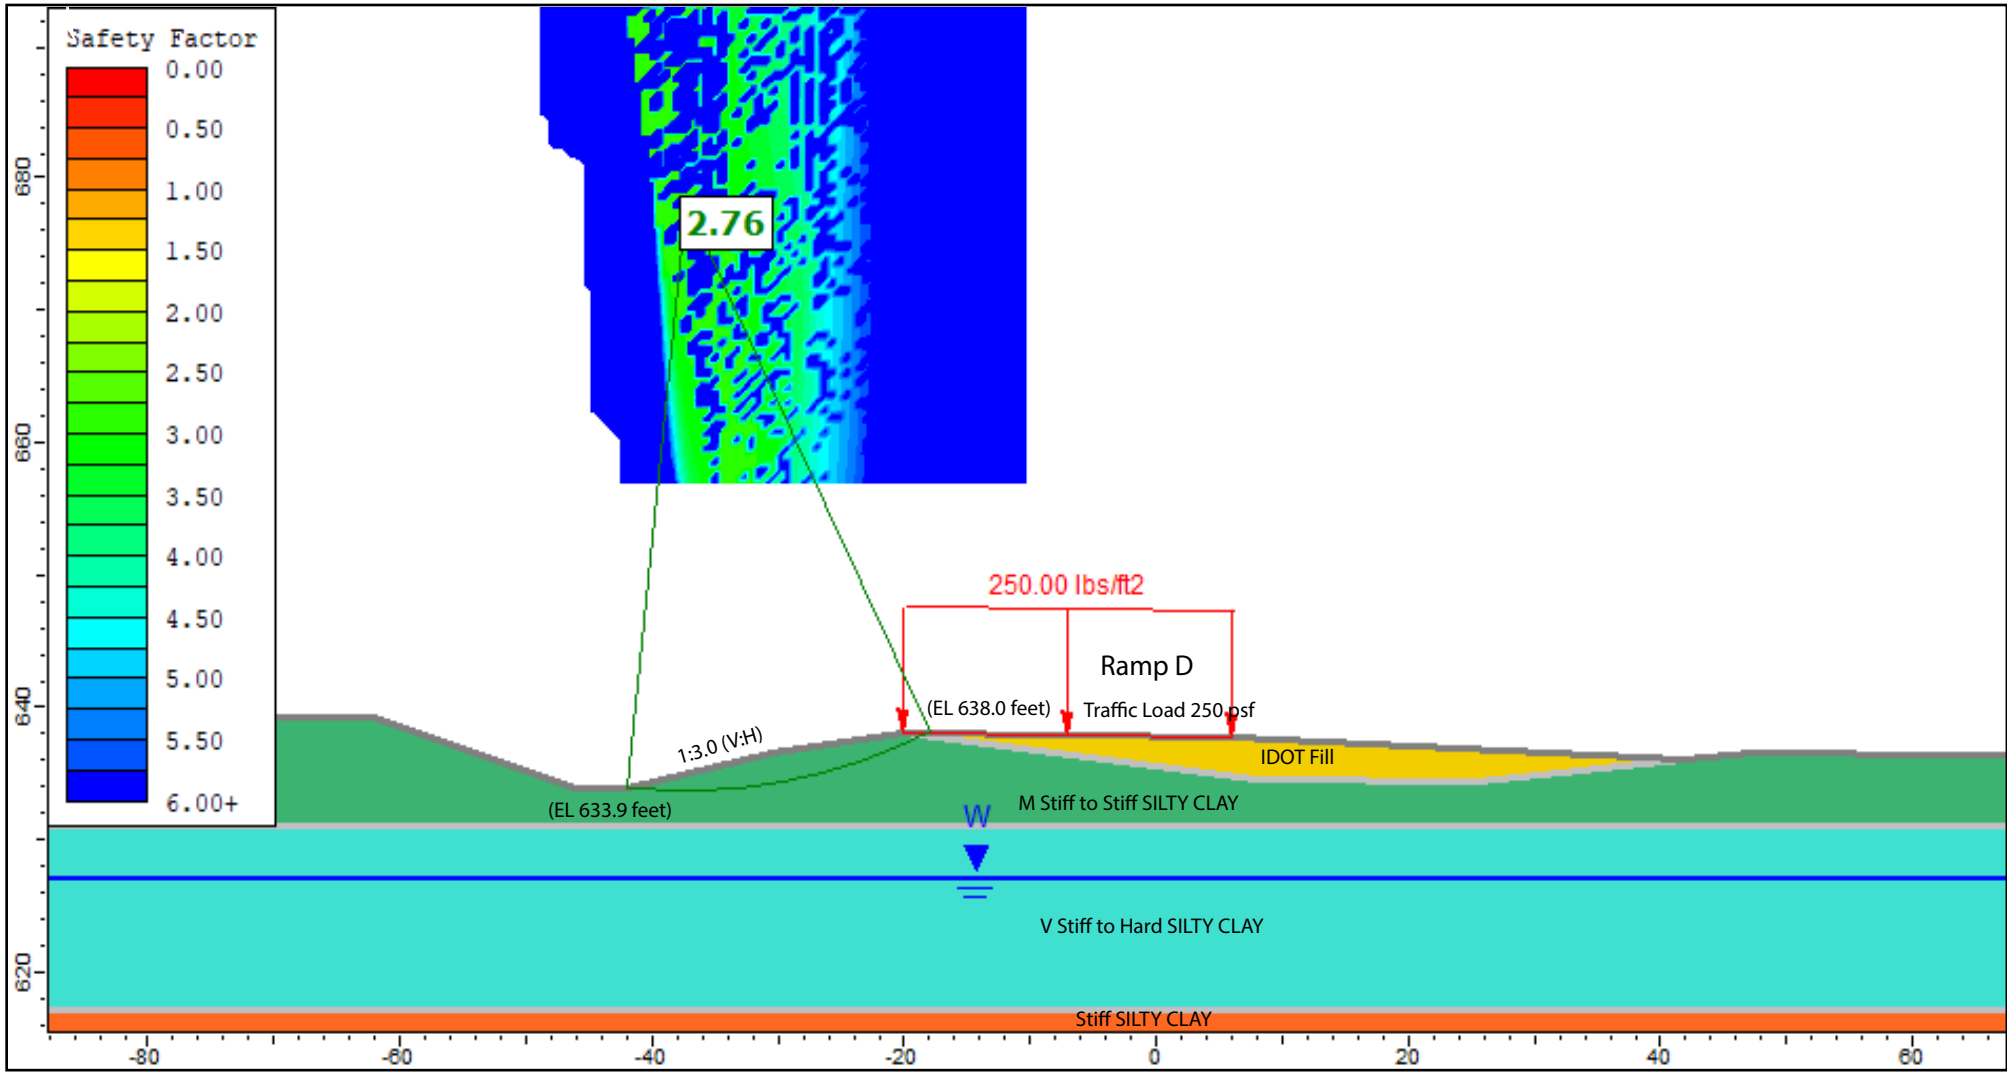 Safety Factor
0.00
0.50
1.00
1.50
2.00
2.50
3.00
3.50
4.00
4.50
5.00
5.50
6.00+
680
660
640
620
2.76
250.00 lbs/ft2
Ramp D
(EL 638.0 feet)
Traffic Load 250 psf
1:3.0 (V:H)
IDOT Fill
(EL 633.9 feet)
M Stiff to Stiff SILTY CLAY
W
V Stiff to Hard SILTY CLAY
Stiff SILTY CLAY
-80 -60 -40 -20 0 20 40 60